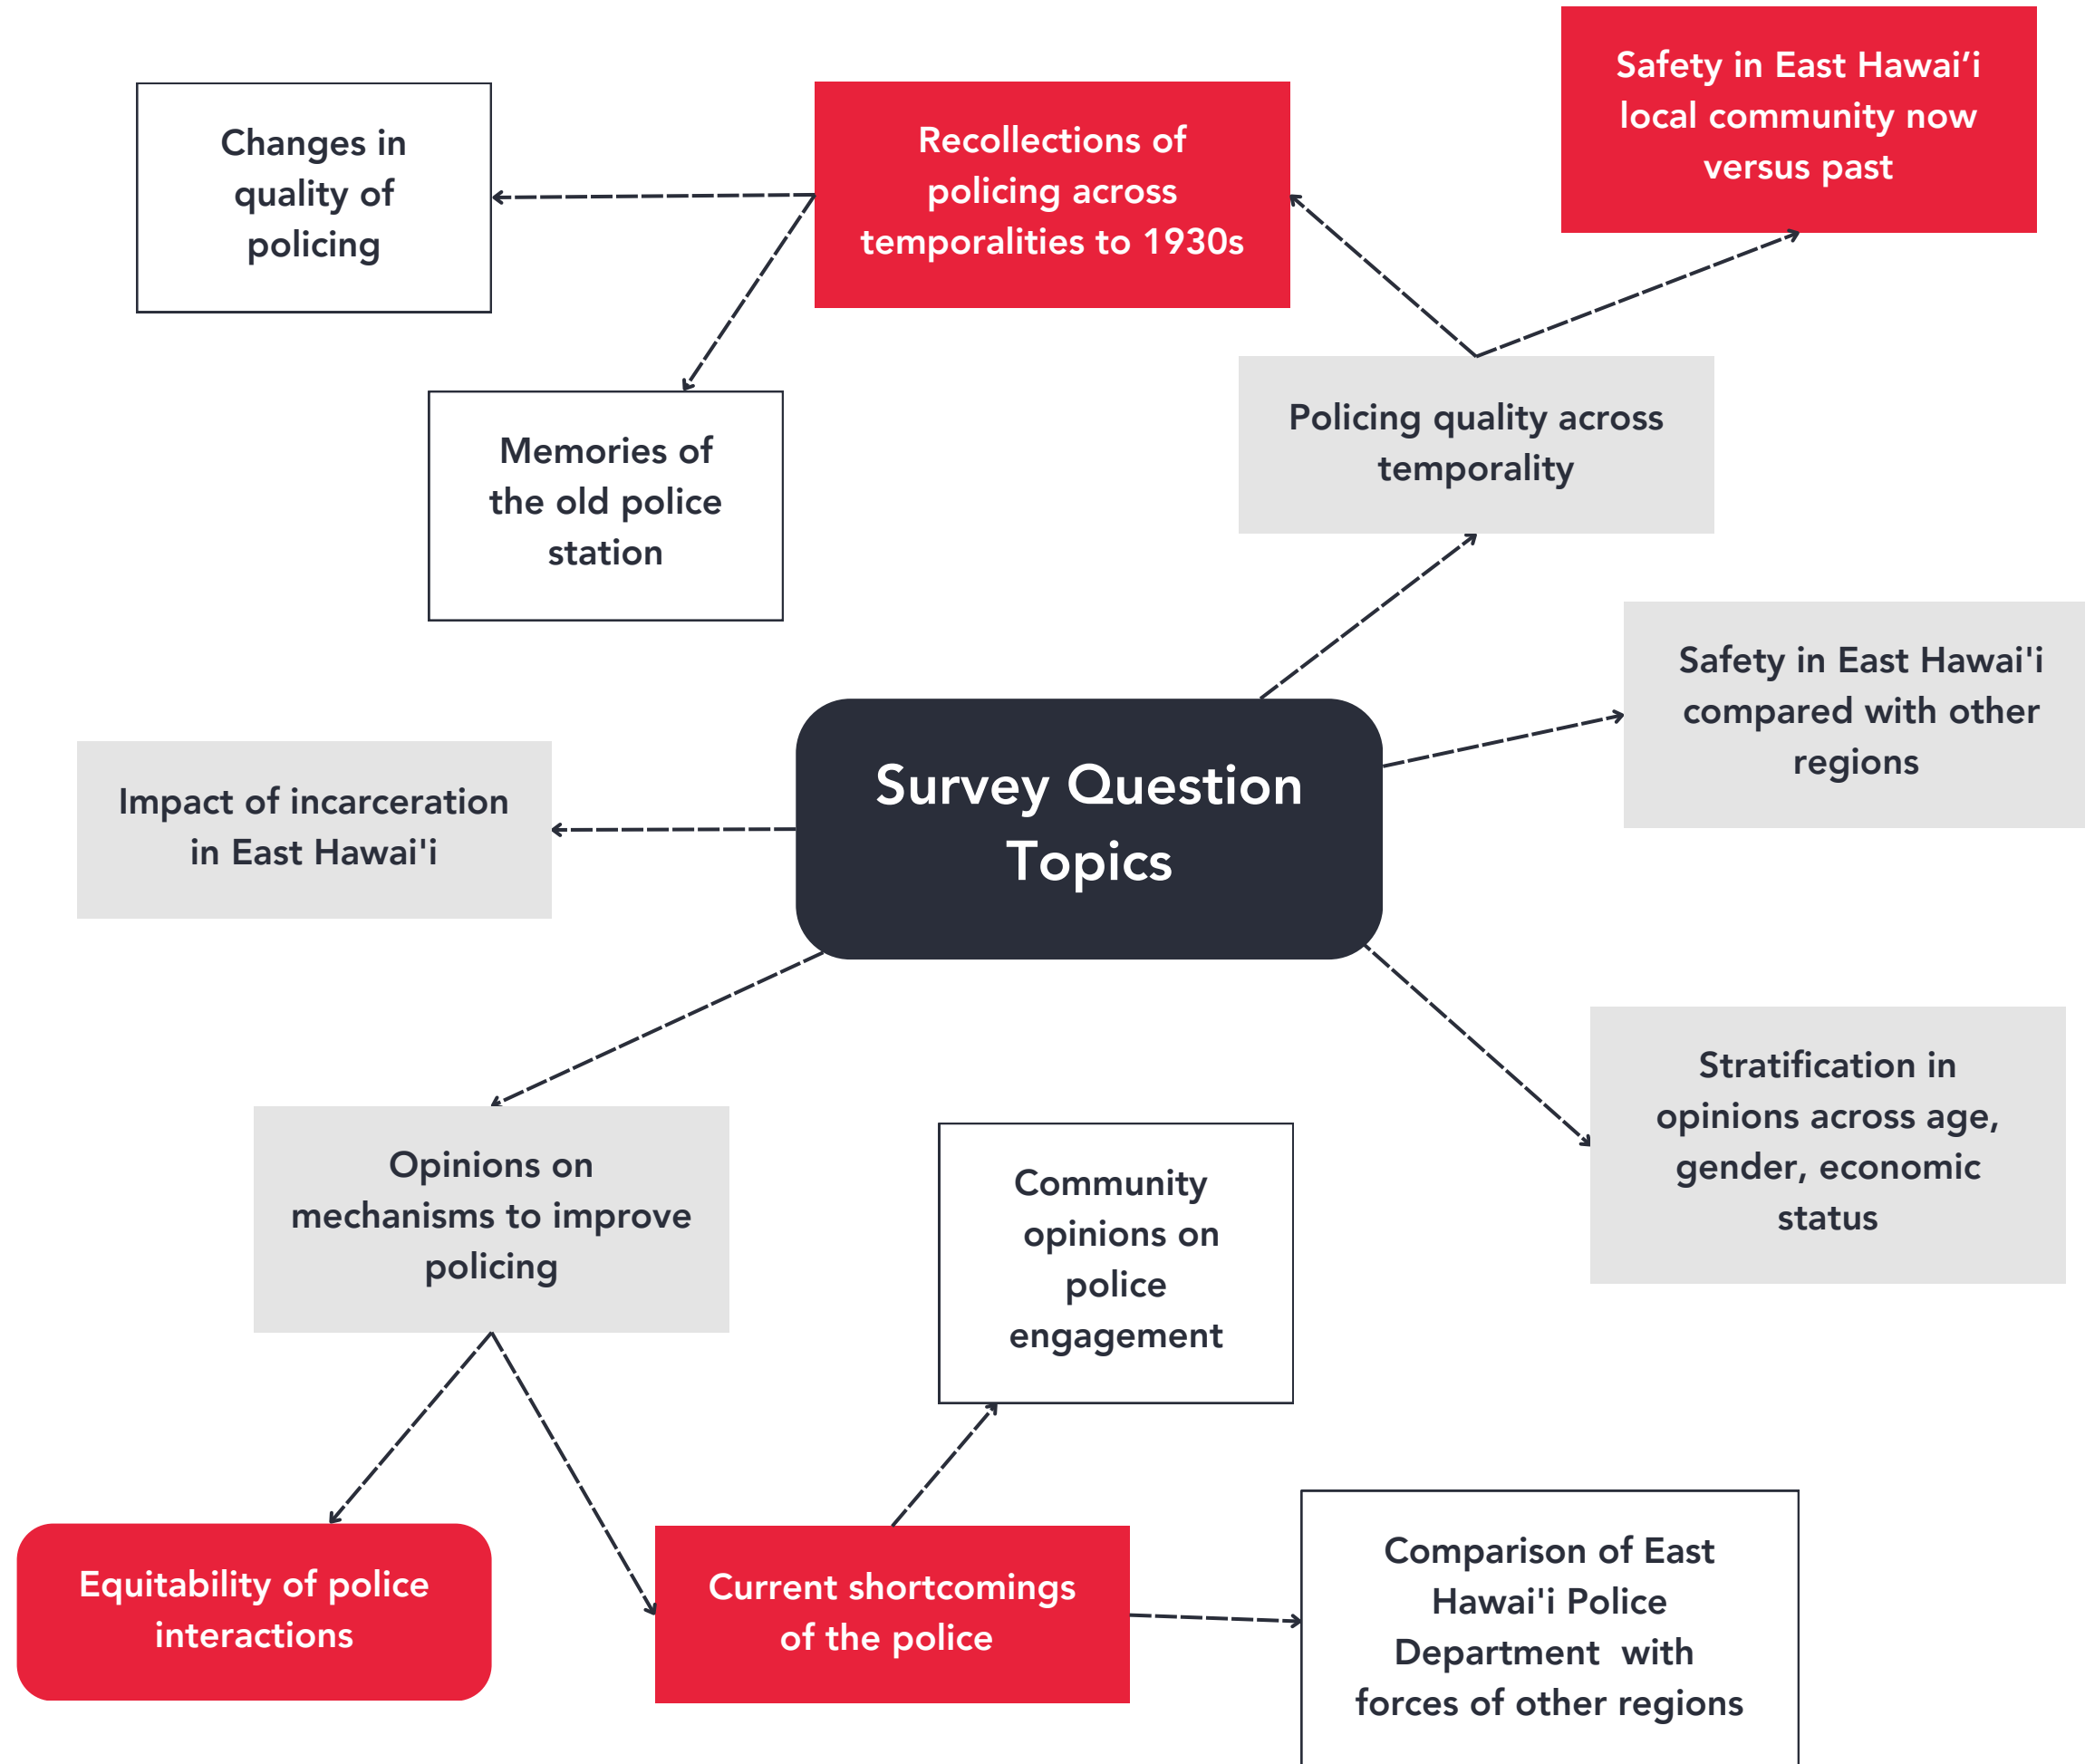 Safety in East Hawai’i
local community now
versus past
Recollections of
policing across
temporalities to 1930s
Changes in
quality of
policing
Memories of
the old police
station
Policing quality across
temporality
Safety in East Hawai'i
compared with other
regions
Survey Question
Topics
Impact of incarceration
in East Hawai'i
Stratification in
opinions across age,
gender, economic
status
Opinions on
mechanisms to improve
policing
Community
opinions on
police
engagement
Equitability of police
interactions
Current shortcomings
of the police
Comparison of East
Hawai'i Police
Department  with
forces of other regions